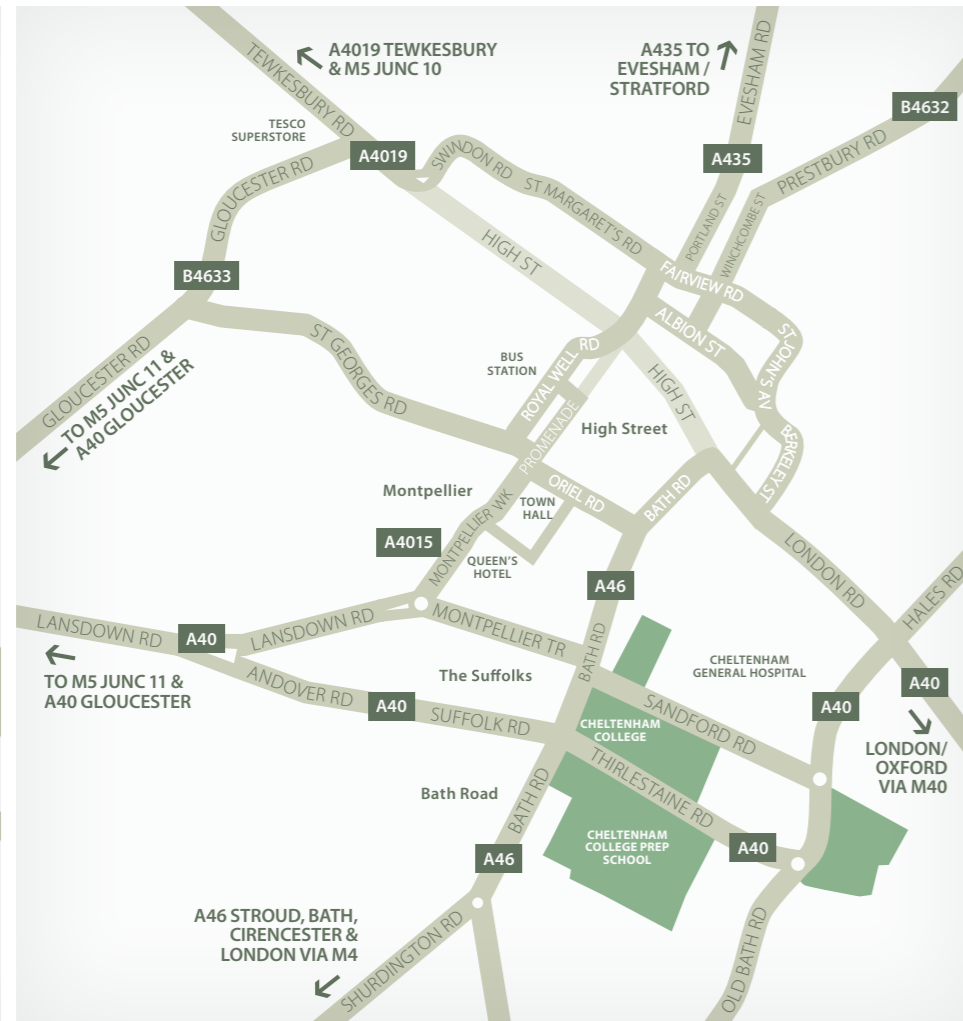 A4019 TEWKESBURY
& M5 JUNC 10
A435 TO
EVESHAM /
STRATFORD
EVESHAM RD
TEWKESBURY RD
B4632
TESCO
SUPERSTORE
A4019
SWINDON RD
A435
PRESTBURY RD
GLOUCESTER RD
ST MARGARET'S RD
PORTLAND ST
WINCHCOMBE ST
HIGH ST
B4633
FAIRVIEW RD
ALBION ST
ST JOHN'S AV
ST GEORGES RD
BUS
STATION
ROYAL WELL RD
HIGH ST
GLOUCESTER RD
TO M5 JUNC 11 &
A40 GLOUCESTER
PROMENADE
High Street
BERKELEY ST
Montpellier
ORIEL RD
BATH RD
TOWN
HALL
MONTPELLIER WK
A4015
QUEEN'S
HOTEL
LONDON RD
A46
HALES RD
LANSDOWN RD
A40
LANSDOWN RD
MONTPELLIER TR
BATH RD
TO M5 JUNC 11 &
A40 GLOUCESTER
The Suffolks
CHELTENHAM
GENERAL HOSPITAL
A40
ANDOVER RD
A40
SUFFOLK RD
CHELTENHAM
COLLEGE
SANDFORD RD
A40
LONDON/
OXFORD
VIA M40
Bath Road
BATH RD
THIRLESTAINE RD
CHELTENHAM
COLLEGE PREP
SCHOOL
A40
A46
A46 STROUD, BATH,
CIRENCESTER &
LONDON VIA M4
SHURDINGTON RD
OLD BATH RD